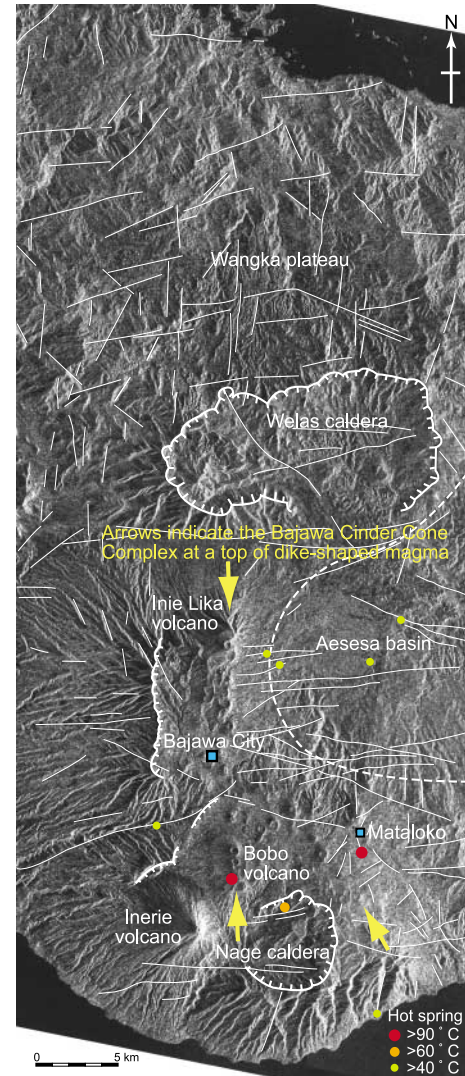 N
Wangka plateau
Welas caldera
Arrows indicate the Bajawa Cinder Cone
Complex at a top of dike-shaped magma
Inie Lika
volcano
Aesesa basin
Bajawa City
Mataloko
Bobo
volcano
Inerie
volcano
Nage caldera
Hot spring
>90 ° C
>60 ° C
>40 ° C
0 5 km